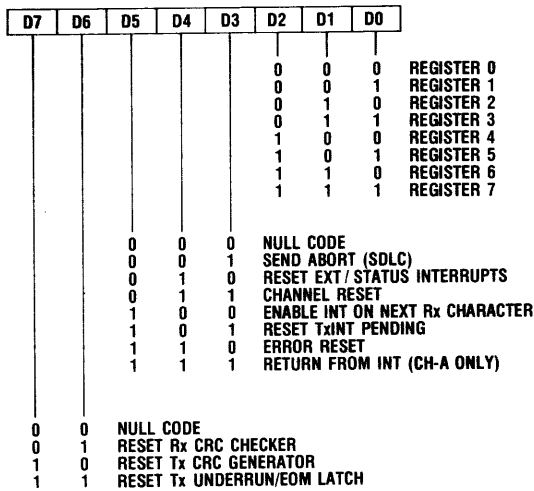 D7 D6 D5 D4 D3 D2 D1 D0
0 0 0 REGISTER 0
0 0 1 REGISTER 1
0 1 0 REGISTER 2
0 1 1 REGISTER 3
1 0 0 REGISTER 4
1 0 1 REGISTER 5
1 1 0 REGISTER 6
1 1 1 REGISTER 7
0 0 0 NULL CODE
0 0 1 SEND ABORT (SDLC)
0 1 0 RESET EXT/STATUS INTERRUPTS
0 1 1 CHANNEL RESET
1 0 0 ENABLE INT ON NEXT Rx CHARACTER
1 0 1 RESET TxINT PENDING
1 1 0 ERROR RESET
1 1 1 RETURN FROM INT (CH-A ONLY)
0 0 NULL CODE
0 1 RESET Rx CRC CHECKER
1 0 RESET Tx CRC GENERATOR
1 1 RESET Tx UNDERRUN/EOM LATCH